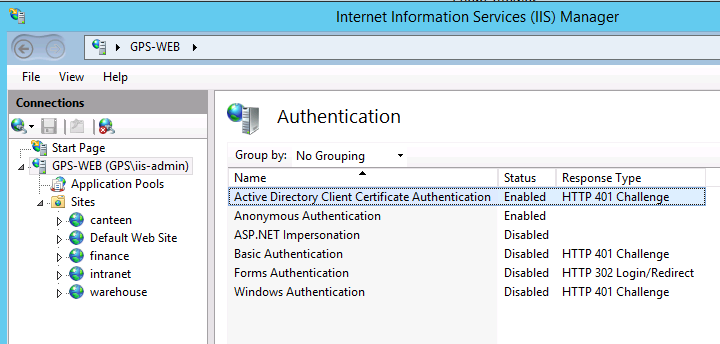 Internet Information Services (IIS) Manager
GPS-WEB
File View Help
Connections
Start Page
GPS-WEB (GPS\iis-admin)
Application Pools
Sites
canteen
Default Web Site
finance
intranet
warehouse
Authentication
Group by: No Grouping
Name Status Response Type
Active Directory Client Certificate Authentication Enabled HTTP 401 Challenge
Anonymous Authentication Enabled
ASP.NET Impersonation Disabled
Basic Authentication Disabled HTTP 401 Challenge
Forms Authentication Disabled HTTP 302 Login/Redirect
Windows Authentication Disabled HTTP 401 Challenge